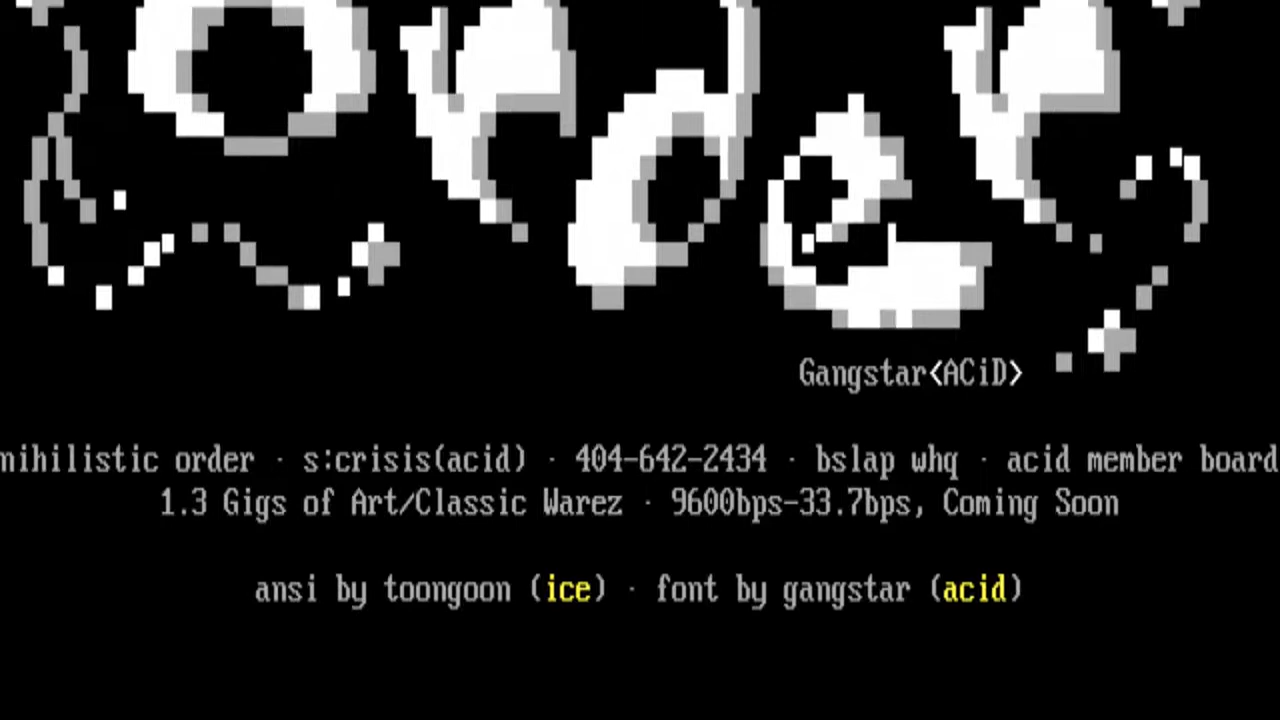 order
Gangstar<ACiD>
nihilistic order · s:crisis(acid) · 404-642-2434 · bslap whq · acid member board
1.3 Gigs of Art/Classic Warez · 9600bps-33.7bps, Coming Soon
ansi by toongoon (ice) · font by gangstar (acid)